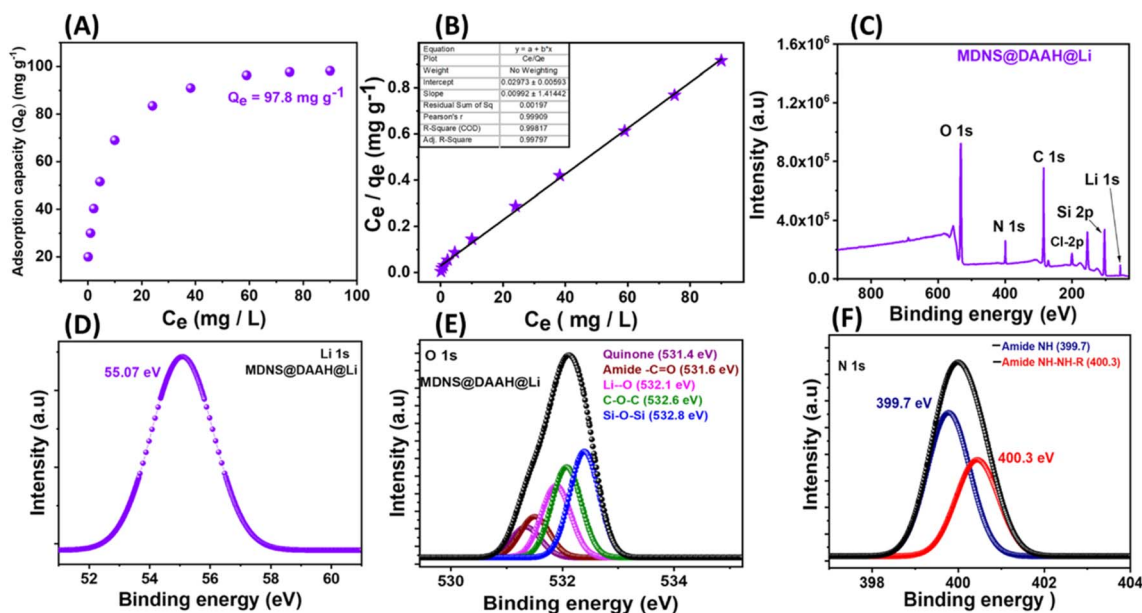 (A)
Adsorption capacity (Qe) (mg g-1)
100
80
60
40
20
Qe = 97.8 mg g-1
0 20 40 60 80 100
Ce (mg / L)
(B)
Ce / qe (mg g-1)
0.8
0.6
0.4
0.2
0.0
Equation y = a + b*x
Plot Ce/Qe
Weight No Weighting
Intercept 0.02973 ± 0.00593
Slope 0.00992 ± 1.41442
Residual Sum of Sq 0.00197
Pearson's r 0.99909
R-Square (COD) 0.99817
Adj. R-Square 0.99797
0 20 40 60 80
Ce ( mg / L)
(C)
Intensity (a.u)
1.6x106
1.2x106
8.0x105
4.0x105
0.0
MDNS@DAAH@Li
O 1s
C 1s
N 1s
Li 1s
Si 2p
Cl-2p
800 600 400 200
Binding energy (eV)
(D)
Intensity (a.u)
Li 1s
MDNS@DAAH@Li
55.07 eV
52 54 56 58 60
Binding energy (eV)
(E)
Intensity (a.u)
O 1s
MDNS@DAAH@Li
Quinone (531.4 eV)
Amide -C=O (531.6 eV)
Li--O (532.1 eV)
C-O-C (532.6 eV)
Si-O-Si (532.8 eV)
530 532 534
Binding energy (eV)
(F)
Intensity (a.u)
N 1s
Amide NH (399.7)
Amide NH-NH-R (400.3)
399.7 eV
400.3 eV
398 400 402 404
Binding energy )